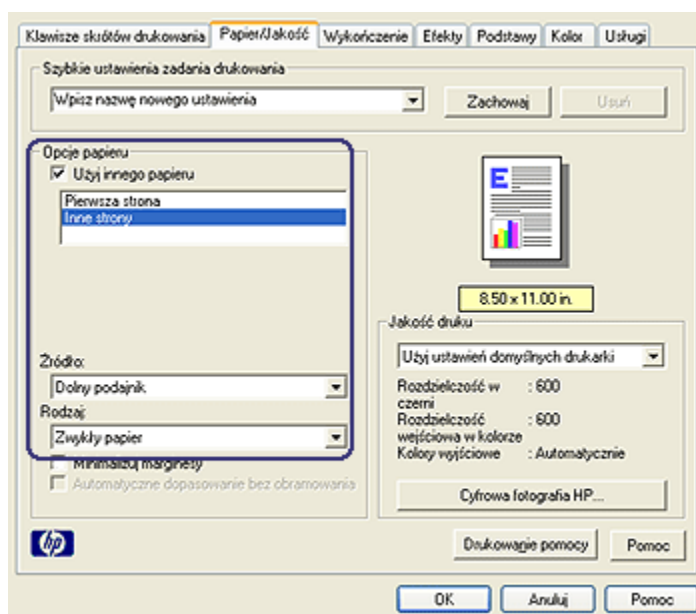 Klawisze skrótów drukowania Papier/Jakość Wykończenie Efekty Podstawy Kolor Usługi
Szybkie ustawienia zadania drukowania
Wpisz nazwę nowego ustawienia Zachowaj Usuń
Opcje papieru
Użyj innego papieru
Pierwsza strona
Inne strony
E
8.50 x 11.00 in.
Jakość druku
Użyj ustawień domyślnych drukarki
Rozdzielczość w czerni : 600
Rozdzielczość wejściowa w kolorze : 600
Kolory wyjściowe : Automatycznie
Cyfrowa fotografia HP...
Źródło:
Dolny podajnik
Rodzaj:
Zwykły papier
Minimalizuj marginesy
Automatyczne dopasowanie bez obramowania
hp
Drukowanie pomocy Pomoc
OK Anuluj Pomoc